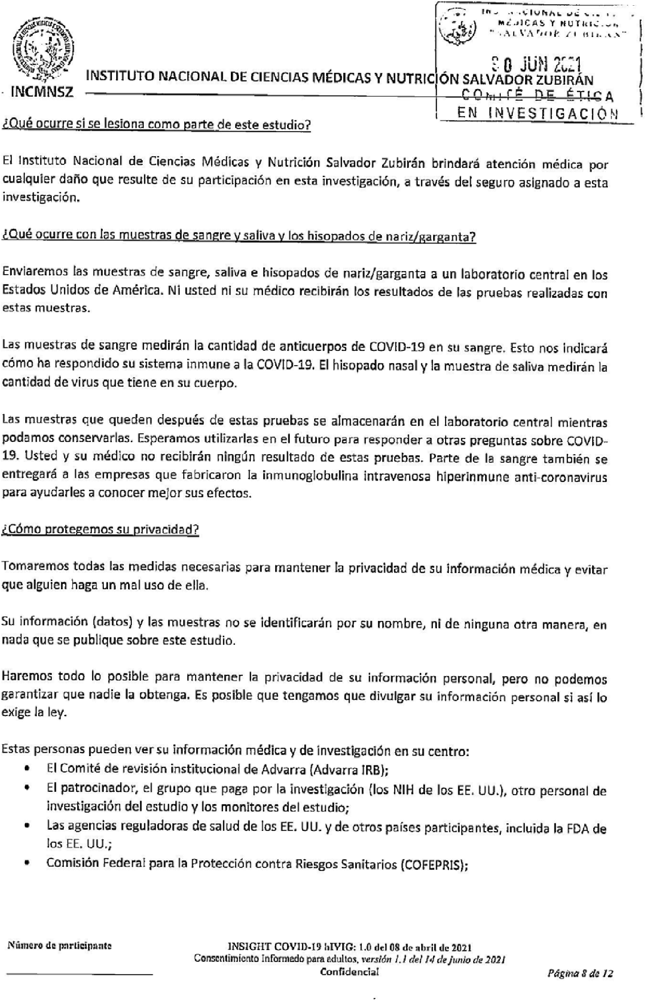 MÉDICAS Y NUTRICIÓN
"SALVADOR ZUBIRÁN"
30 JUN 2021
COMITÉ DE ÉTICA
EN INVESTIGACIÓN
INCMNSZ
INSTITUTO NACIONAL DE CIENCIAS MÉDICAS Y NUTRICIÓN SALVADOR ZUBIRÁN
¿Qué ocurre si se lesiona como parte de este estudio?
El Instituto Nacional de Ciencias Médicas y Nutrición Salvador Zubirán brindará atención médica por
cualquier daño que resulte de su participación en esta investigación, a través del seguro asignado a esta
investigación.
¿Qué ocurre con las muestras de sangre y saliva y los hisopados de nariz/garganta?
Enviaremos las muestras de sangre, saliva e hisopados de nariz/garganta a un laboratorio central en los
Estados Unidos de América. Ni usted ni su médico recibirán los resultados de las pruebas realizadas con
estas muestras.
Las muestras de sangre medirán la cantidad de anticuerpos de COVID-19 en su sangre. Esto nos indicará
cómo ha respondido su sistema inmune a la COVID-19. El hisopado nasal y la muestra de saliva medirán la
cantidad de virus que tiene en su cuerpo.
Las muestras que queden después de estas pruebas se almacenarán en el laboratorio central mientras
podamos conservarlas. Esperamos utilizarlas en el futuro para responder a otras preguntas sobre COVID-
19. Usted y su médico no recibirán ningún resultado de estas pruebas. Parte de la sangre también se
entregará a las empresas que fabricaron la inmunoglobulina intravenosa hiperinmune anti-coronavirus
para ayudarles a conocer mejor sus efectos.
¿Cómo protegemos su privacidad?
Tomaremos todas las medidas necesarias para mantener la privacidad de su información médica y evitar
que alguien haga un mal uso de ella.
Su información (datos) y las muestras no se identificarán por su nombre, ni de ninguna otra manera, en
nada que se publique sobre este estudio.
Haremos todo lo posible para mantener la privacidad de su información personal, pero no podemos
garantizar que nadie la obtenga. Es posible que tengamos que divulgar su información personal si así lo
exige la ley.
Estas personas pueden ver su información médica y de investigación en su centro:
• El Comité de revisión institucional de Advarra (Advarra IRB);
• El patrocinador, el grupo que paga por la investigación (los NIH de los EE. UU.), otro personal de
investigación del estudio y los monitores del estudio;
• Las agencias reguladoras de salud de los EE. UU. y de otros países participantes, incluida la FDA de
los EE. UU.;
• Comisión Federal para la Protección contra Riesgos Sanitarios (COFEPRIS);
Número de participante
INSIGHT COVID-19 hIVIG: 1.0 del 08 de abril de 2021
Consentimiento Informado para adultos, versión 1.1 del 14 de junio de 2021
Confidencial
Página 8 de 12